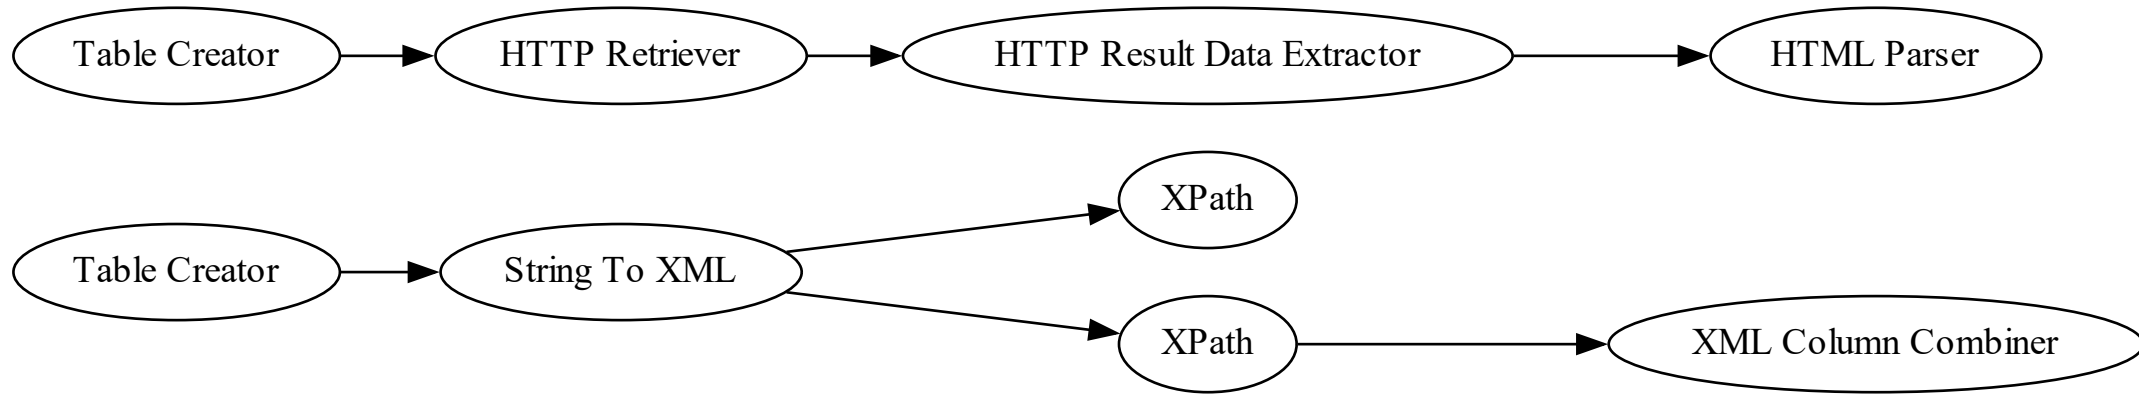 Table Creator
HTTP Retriever
HTTP Result Data Extractor
HTML Parser
XPath
Table Creator
String To XML
XPath
XML Column Combiner